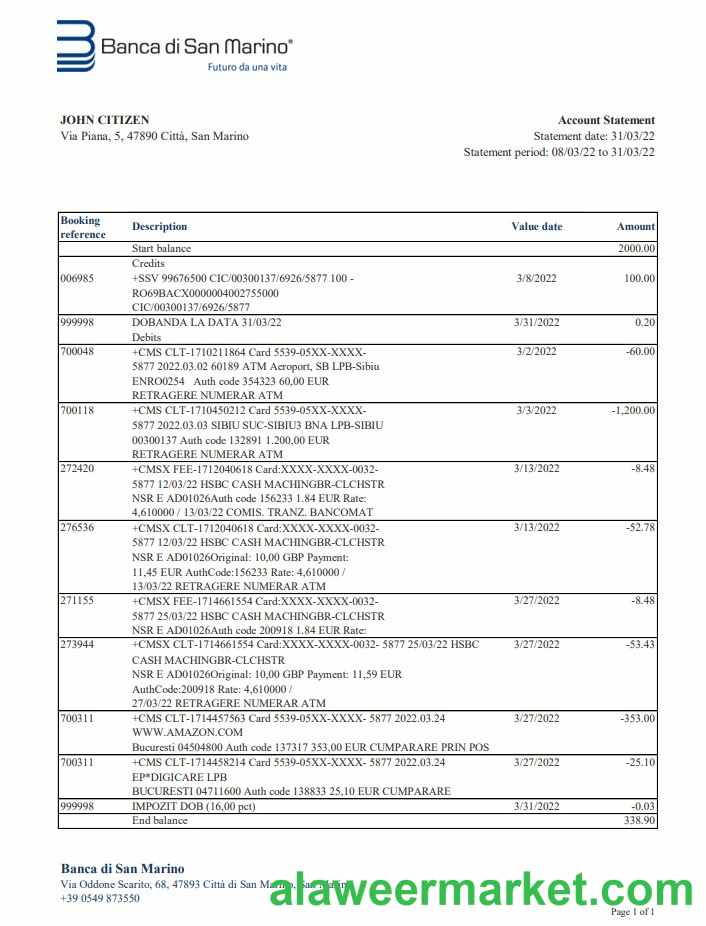 Banca di San Marino®
Futuro da una vita
JOHN CITIZEN
Via Piana, 5, 47890 Città, San Marino
Account Statement
Statement date: 31/03/22
Statement period: 08/03/22 to 31/03/22
Booking reference Description Value date Amount
Start balance 2000.00
Credits
006985 +SSV 99676500 CIC/00300137/6926/5877 100 - 3/8/2022 100.00
RO69BACX0000004002755000
CIC/00300137/6926/5877
999998 DOBANDA LA DATA 31/03/22 3/31/2022 0.20
Debits
700048 +CMS CLT-1710211864 Card 5539-05XX-XXXX- 3/2/2022 -60.00
5877 2022.03.02 60189 ATM Aeroport, SB LPB-Sibiu
ENRO0254 Auth code 354323 60,00 EUR
RETRAGERE NUMERAR ATM
700118 +CMS CLT-1710450212 Card 5539-05XX-XXXX- 3/3/2022 -1,200.00
5877 2022.03.03 SIBIU SUC-SIBIU3 BNA LPB-SIBIU
00300137 Auth code 132891 1.200,00 EUR
RETRAGERE NUMERAR ATM
272420 +CMSX FEE-1712040618 Card:XXXX-XXXX-0032- 3/13/2022 -8.48
5877 12/03/22 HSBC CASH MACHINGBR-CLCHSTR
NSR E AD01026Auth code 156233 1.84 EUR Rate:
4,610000 / 13/03/22 COMIS. TRANZ. BANCOMAT
276536 +CMSX CLT-1712040618 Card:XXXX-XXXX-0032- 3/13/2022 -52.78
5877 12/03/22 HSBC CASH MACHINGBR-CLCHSTR
NSR E AD01026Original: 10,00 GBP Payment:
11,45 EUR AuthCode:156233 Rate: 4,610000 /
13/03/22 RETRAGERE NUMERAR ATM
271155 +CMSX FEE-1714661554 Card:XXXX-XXXX-0032- 3/27/2022 -8.48
5877 25/03/22 HSBC CASH MACHINGBR-CLCHSTR
NSR E AD01026Auth code 200918 1.84 EUR Rate:
273944 +CMSX CLT-1714661554 Card:XXXX-XXXX-0032- 5877 25/03/22 HSBC 3/27/2022 -53.43
CASH MACHINGBR-CLCHSTR
NSR E AD01026Original: 10,00 GBP Payment: 11,59 EUR
AuthCode:200918 Rate: 4,610000 /
27/03/22 RETRAGERE NUMERAR ATM
700311 +CMS CLT-1714457563 Card 5539-05XX-XXXX- 5877 2022.03.24 3/27/2022 -353.00
WWW.AMAZON.COM
Bucuresti 04504800 Auth code 137317 353,00 EUR CUMPARARE PRIN POS
700311 +CMS CLT-1714458214 Card 5539-05XX-XXXX- 5877 2022.03.24 3/27/2022 -25.10
EP*DIGICARE LPB
BUCURESTI 04711600 Auth code 138833 25,10 EUR CUMPARARE
999998 IMPOZIT DOB (16,00 pct) 3/31/2022 -0.03
End balance 338.90
Banca di San Marino
Via Oddone Scarito, 68, 47893 Città di San Marino, San Marino
+39 0549 873550
alaweermarket.com
Page 1 of 1